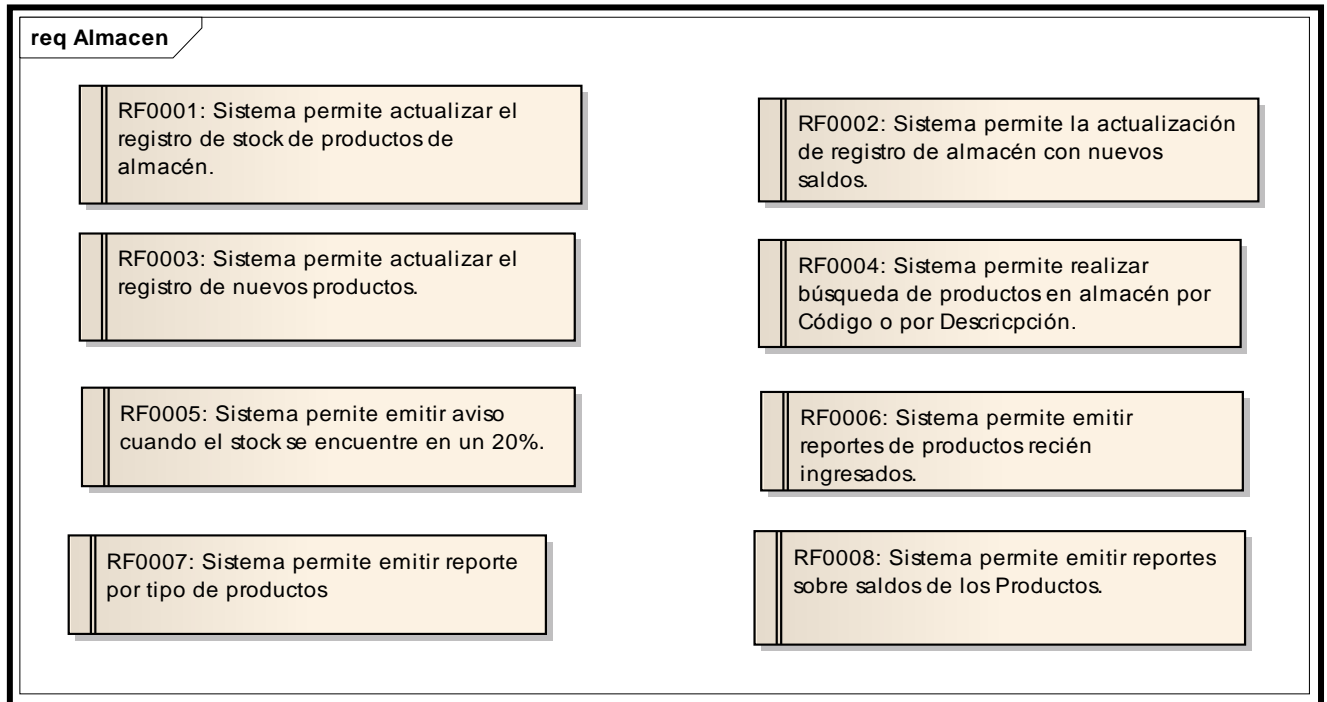 req Almacen
RF0001: Sistema permite actualizar el
registro de stock de productos de
almacén.
RF0002: Sistema permite la actualización
de registro de almacén con nuevos
saldos.
RF0003: Sistema permite actualizar el
registro de nuevos productos.
RF0004: Sistema permite realizar
búsqueda de productos en almacén por
Código o por Descricpción.
RF0005: Sistema pernite emitir aviso
cuando el stock se encuentre en un 20%.
RF0006: Sistema permite emitir
reportes de productos recién
ingresados.
RF0007: Sistema permite emitir reporte
por tipo de productos
RF0008: Sistema permite emitir reportes
sobre saldos de los Productos.